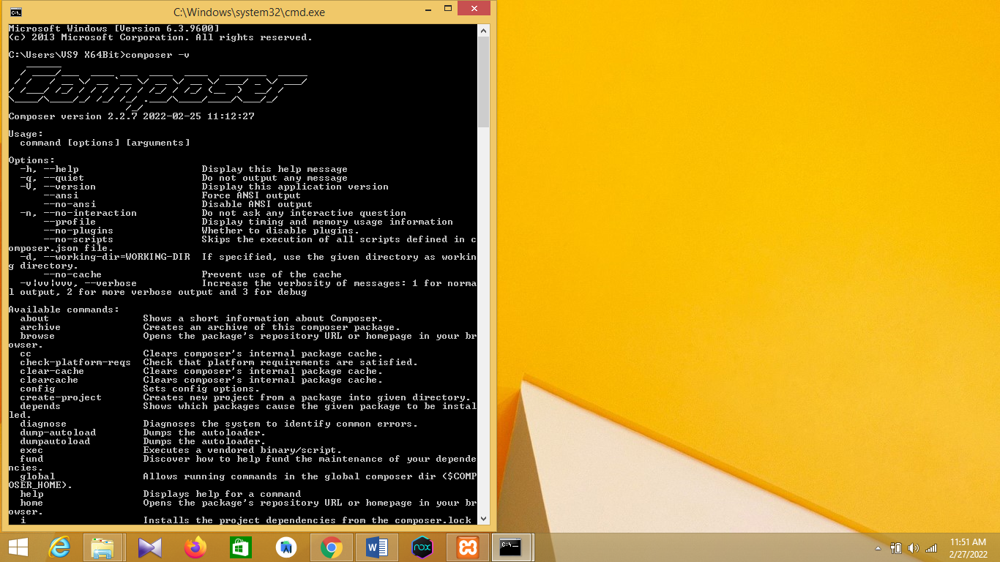 C:\Windows\system32\cmd.exe
Microsoft Windows [Version 6.3.9600]
(c) 2013 Microsoft Corporation. All rights reserved.
C:\Users\VS9 X64Bit>composer -v
Composer
Composer version 2.2.7 2022-02-25 11:12:27
Usage:
command [options] [arguments]
Options:
-h, --help Display this help message
-q, --quiet Do not output any message
-V, --version Display this application version
--ansi Force ANSI output
--no-ansi Disable ANSI output
-n, --no-interaction Do not ask any interactive question
--profile Display timing and memory usage information
--no-plugins Whether to disable plugins.
--no-scripts Skips the execution of all scripts defined in c
omposer.json file.
-d, --working-dir=WORKING-DIR If specified, use the given directory as workin
g directory.
--no-cache Prevent use of the cache
-v|vv|vvv, --verbose Increase the verbosity of messages: 1 for norma
l output, 2 for more verbose output and 3 for debug
Available commands:
about Shows a short information about Composer.
archive Creates an archive of this composer package.
browse Opens the package's repository URL or homepage in your br
owser.
cc Clears composer's internal package cache.
check-platform-reqs Check that platform requirements are satisfied.
clear-cache Clears composer's internal package cache.
clearcache Clears composer's internal package cache.
config Sets config options.
create-project Creates new project from a package into given directory.
depends Shows which packages cause the given package to be instal
led.
diagnose Diagnoses the system to identify common errors.
dump-autoload Dumps the autoloader.
dumpautoload Dumps the autoloader.
exec Executes a vendored binary/script.
fund Discover how to help fund the maintenance of your depende
ncies.
global Allows running commands in the global composer dir ($COMP
OSER_HOME).
help Displays help for a command
home Opens the package's repository URL or homepage in your br
owser.
i Installs the project dependencies from the composer.lock
nox
11:51 AM
2/27/2022